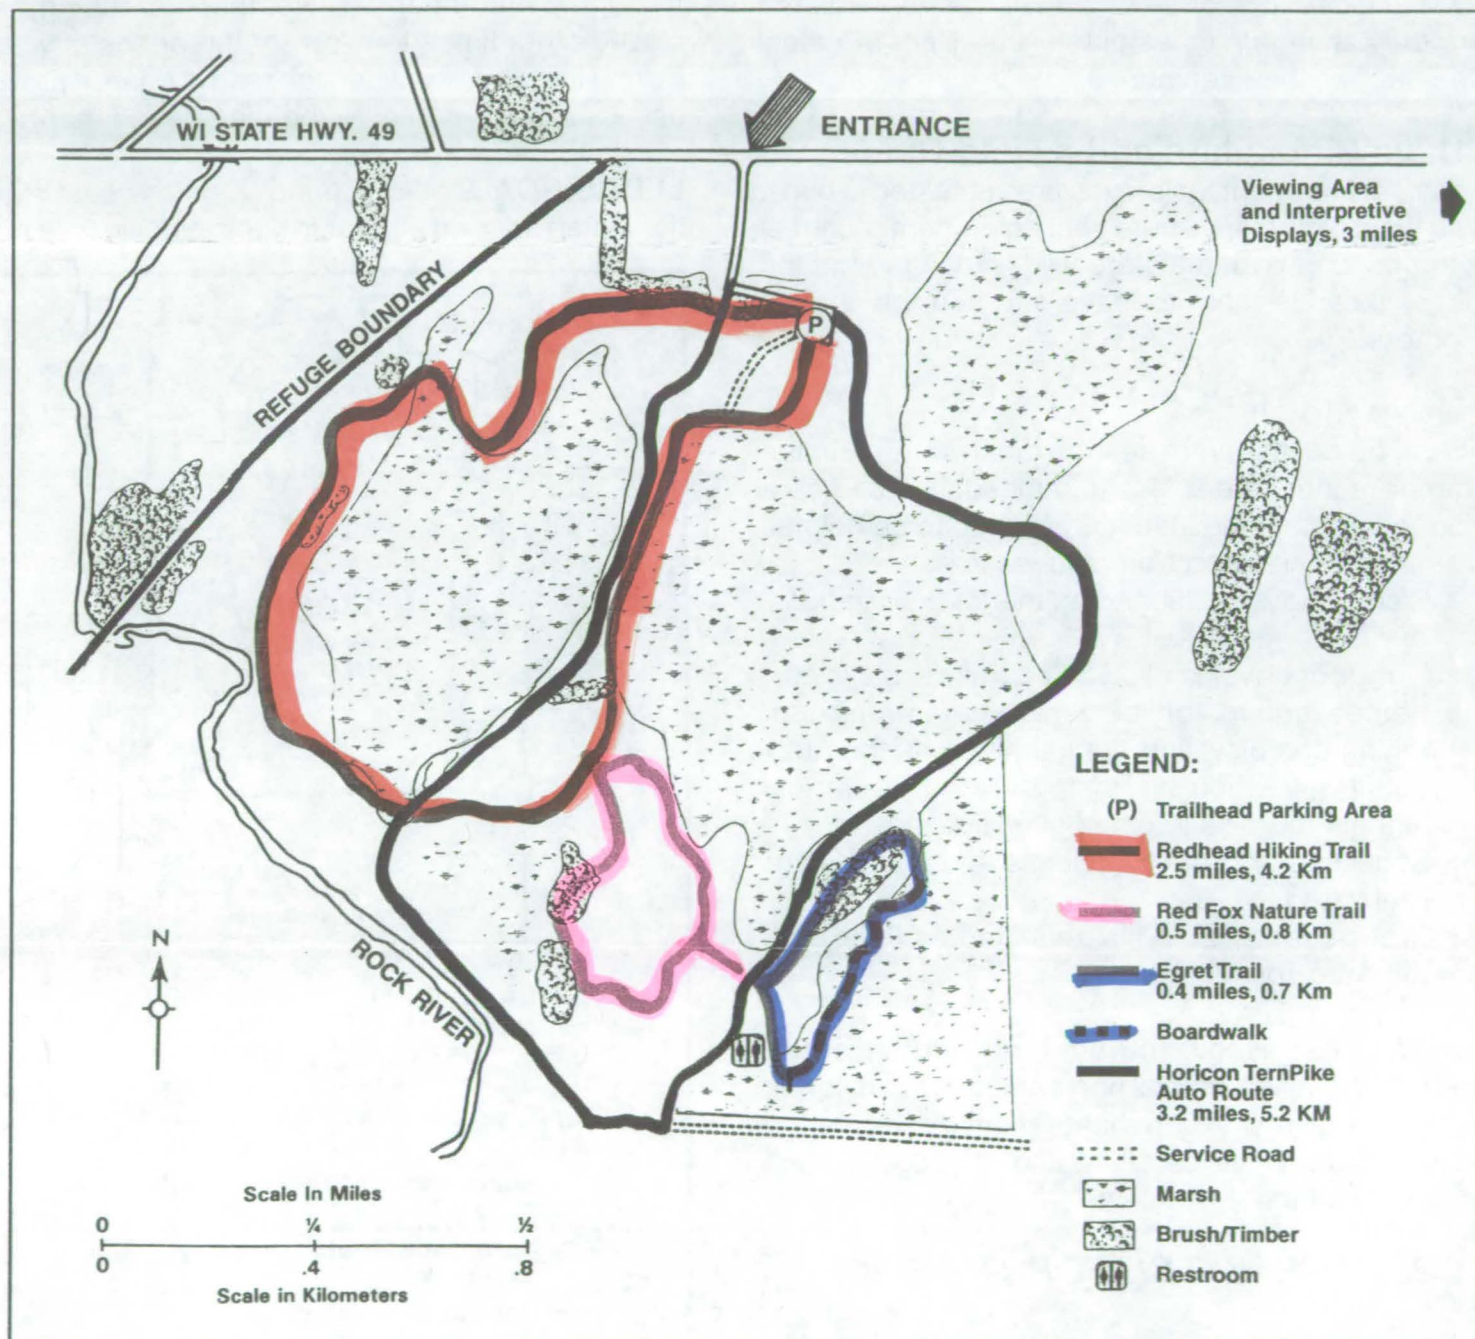 WI STATE HWY. 49
ENTRANCE
Viewing Area
and Interpretive
Displays, 3 miles
REFUGE BOUNDARY
P
ROCK RIVER
N
LEGEND:
(P) Trailhead Parking Area
Redhead Hiking Trail
2.5 miles, 4.2 Km
Red Fox Nature Trail
0.5 miles, 0.8 Km
Egret Trail
0.4 miles, 0.7 Km
Boardwalk
Horicon TernPike
Auto Route
3.2 miles, 5.2 KM
Service Road
Marsh
Brush/Timber
Restroom
Scale In Miles
0 ¼ ½
0 .4 .8
Scale in Kilometers